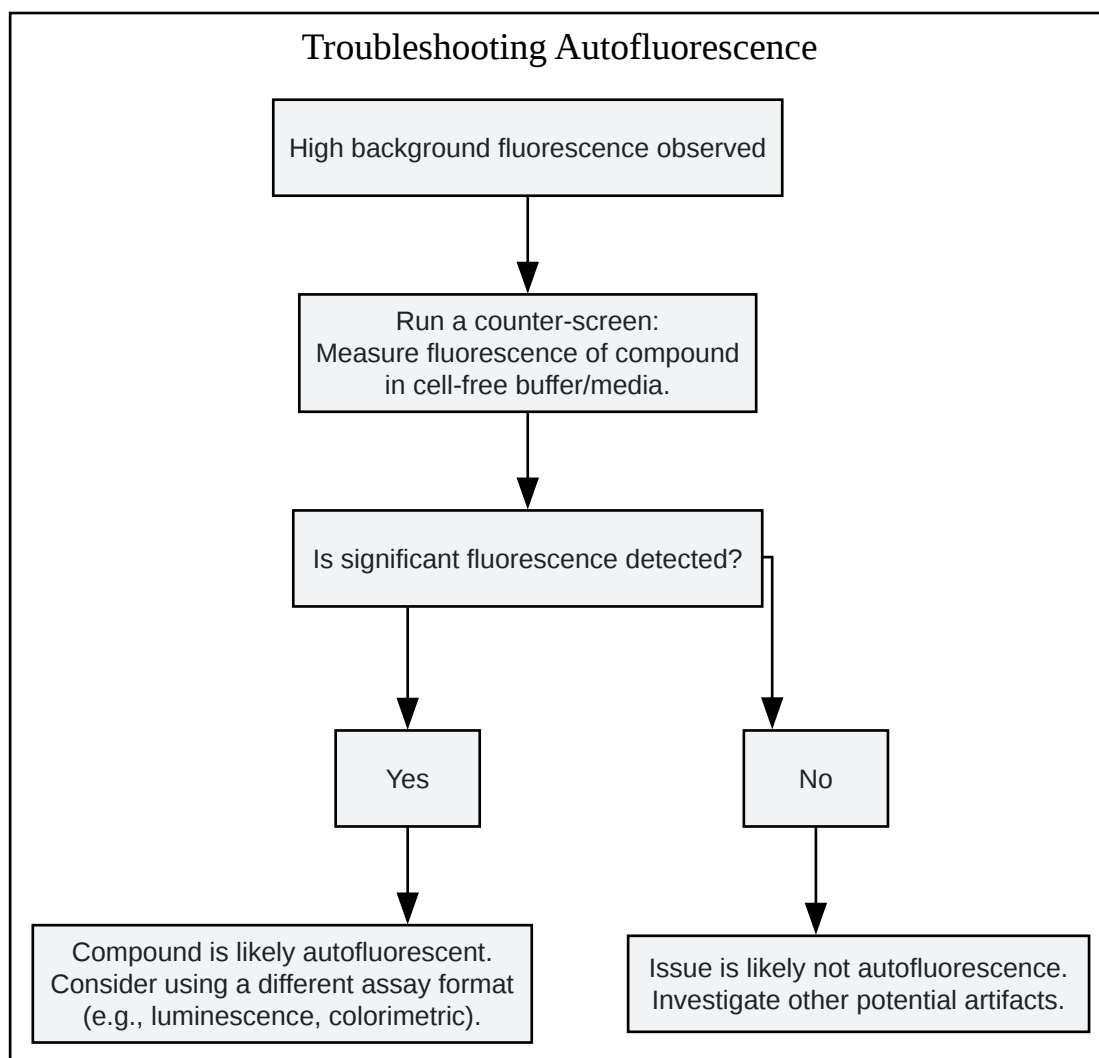 Troubleshooting Autofluorescence
High background fluorescence observed
Run a counter-screen:
Measure fluorescence of compound
in cell-free buffer/media.
Is significant fluorescence detected?
Yes
No
Compound is likely autofluorescent.
Consider using a different assay format
(e.g., luminescence, colorimetric).
Issue is likely not autofluorescence.
Investigate other potential artifacts.